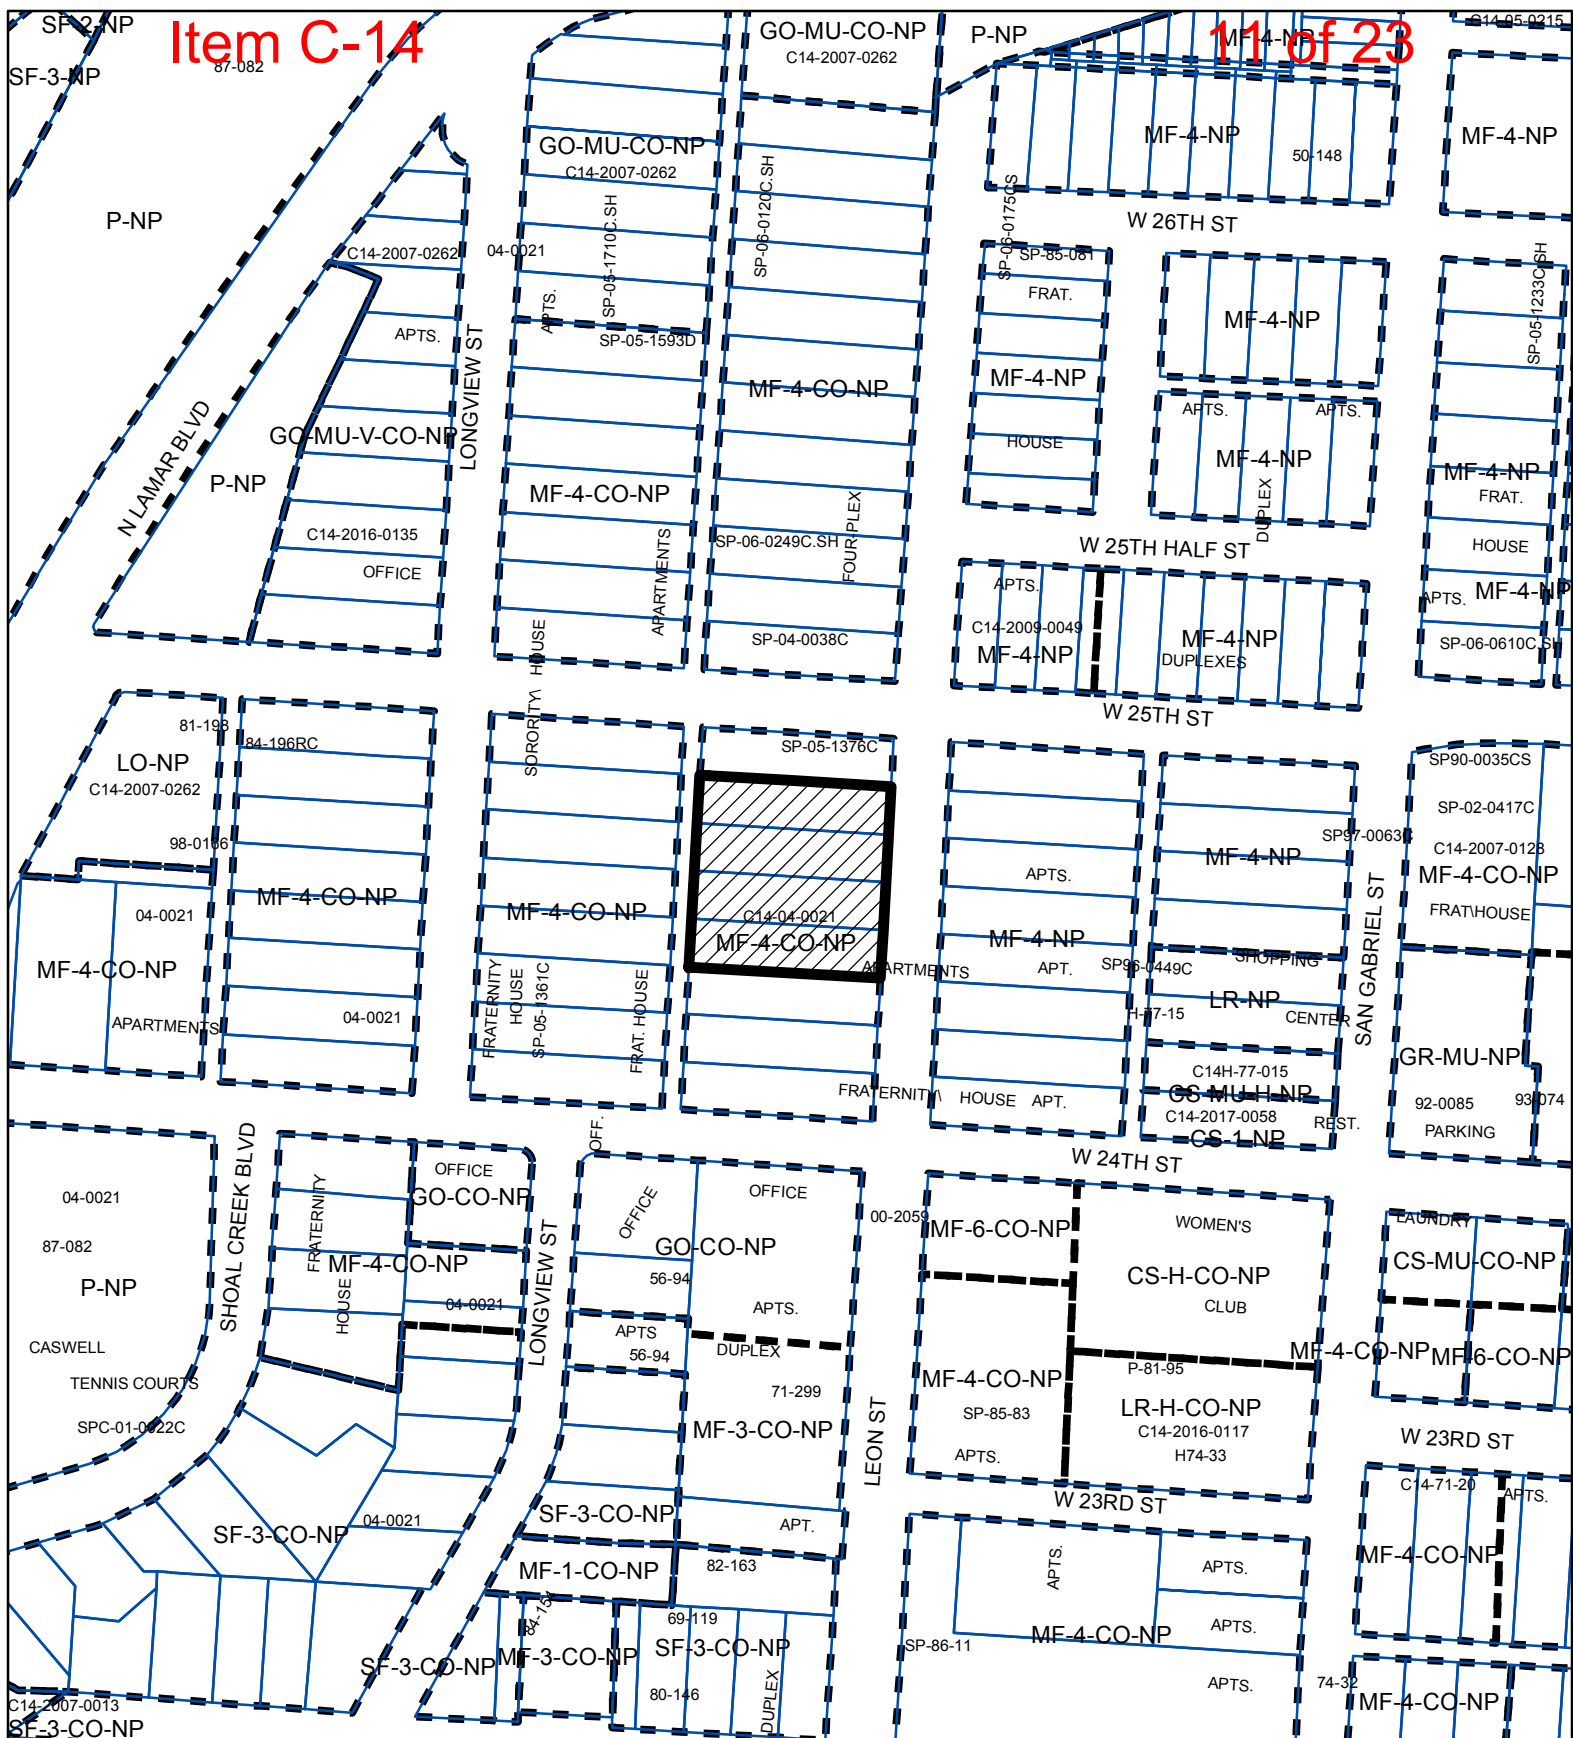 Item C-14
11 of 23
SF-2-NP
SF-3-NP
87-082
GO-MU-CO-NP
C14-2007-0262
P-NP
MF-4-NP
C14-05-0215
MF-4-NP
50-148
MF-4-NP
W 26TH ST
P-NP
GO-MU-CO-NP
C14-2007-0262
SP-05-1710C.SH
SP-06-0120C.SH
SP-06-0175CS
C14-2007-0262
04-0021
SP-85-081
FRAT.
MF-4-NP
SP-05-1233C.SH
APTS.
APTS.
SP-05-1593D
MF-4-CO-NP
MF-4-NP
APTS.
APTS.
LONGVIEW ST
N LAMAR BLVD
GO-MU-V-CO-NP
P-NP
HOUSE
MF-4-NP
DUPLEX
MF-4-NP
FRAT.
MF-4-CO-NP
FOUR-PLEX
C14-2016-0135
OFFICE
APARTMENTS
SP-06-0249C.SH
W 25TH HALF ST
HOUSE
APTS.
MF-4-NP
APTS.
C14-2009-0049
MF-4-NP
MF-4-NP
DUPLEXES
SP-04-0038C
SP-06-0610C.SH
SORORITY\ HOUSE
W 25TH ST
81-198
84-196RC
LO-NP
C14-2007-0262
98-0166
SP-05-1376C
SP90-0035CS
SP-02-0417C
SP97-0063C
C14-2007-0128
MF-4-CO-NP
FRAT\HOUSE
MF-4-NP
APTS.
MF-4-CO-NP
MF-4-CO-NP
C14-04-0021
MF-4-CO-NP
04-0021
MF-4-CO-NP
MF-4-NP
APARTMENTS
APT.
SP96-0449C
SHOPPING
SAN GABRIEL ST
LR-NP
H-77-15
CENTER
APARTMENTS
04-0021
FRATERNITY
HOUSE
SP-05-1361C
FRAT. HOUSE
GR-MU-NP
C14H-77-015
CS-MU-H-NP
C14-2017-0058
CS-1-NP
REST.
92-0085
PARKING
93-074
FRATERNITY\ HOUSE
APT.
OFF.
W 24TH ST
SHOAL CREEK BLVD
04-0021
87-082
P-NP
CASWELL
TENNIS COURTS
SPC-01-0022C
FRATERNITY
HOUSE
OFFICE
GO-CO-NP
MF-4-CO-NP
04-0021
LONGVIEW ST
OFFICE
OFFICE
GO-CO-NP
56-94
APTS.
APTS
56-94
DUPLEX
71-299
MF-3-CO-NP
LEON ST
00-2059
MF-6-CO-NP
WOMEN'S
CS-H-CO-NP
CLUB
LAUNDRY
CS-MU-CO-NP
MF-4-CO-NP
MF-6-CO-NP
MF-4-CO-NP
SP-85-83
APTS.
P-81-95
LR-H-CO-NP
C14-2016-0117
H74-33
W 23RD ST
W 23RD ST
C14-71-20
APTS.
MF-4-CO-NP
SF-3-CO-NP
04-0021
SF-3-CO-NP
APT.
MF-1-CO-NP
82-163
84-154
69-119
SF-3-CO-NP
MF-3-CO-NP
SF-3-CO-NP
80-146
DUPLEX
APTS.
APTS.
APTS.
MF-4-CO-NP
SP-86-11
APTS.
74-32
MF-4-CO-NP
C14-2007-0013
SF-3-CO-NP